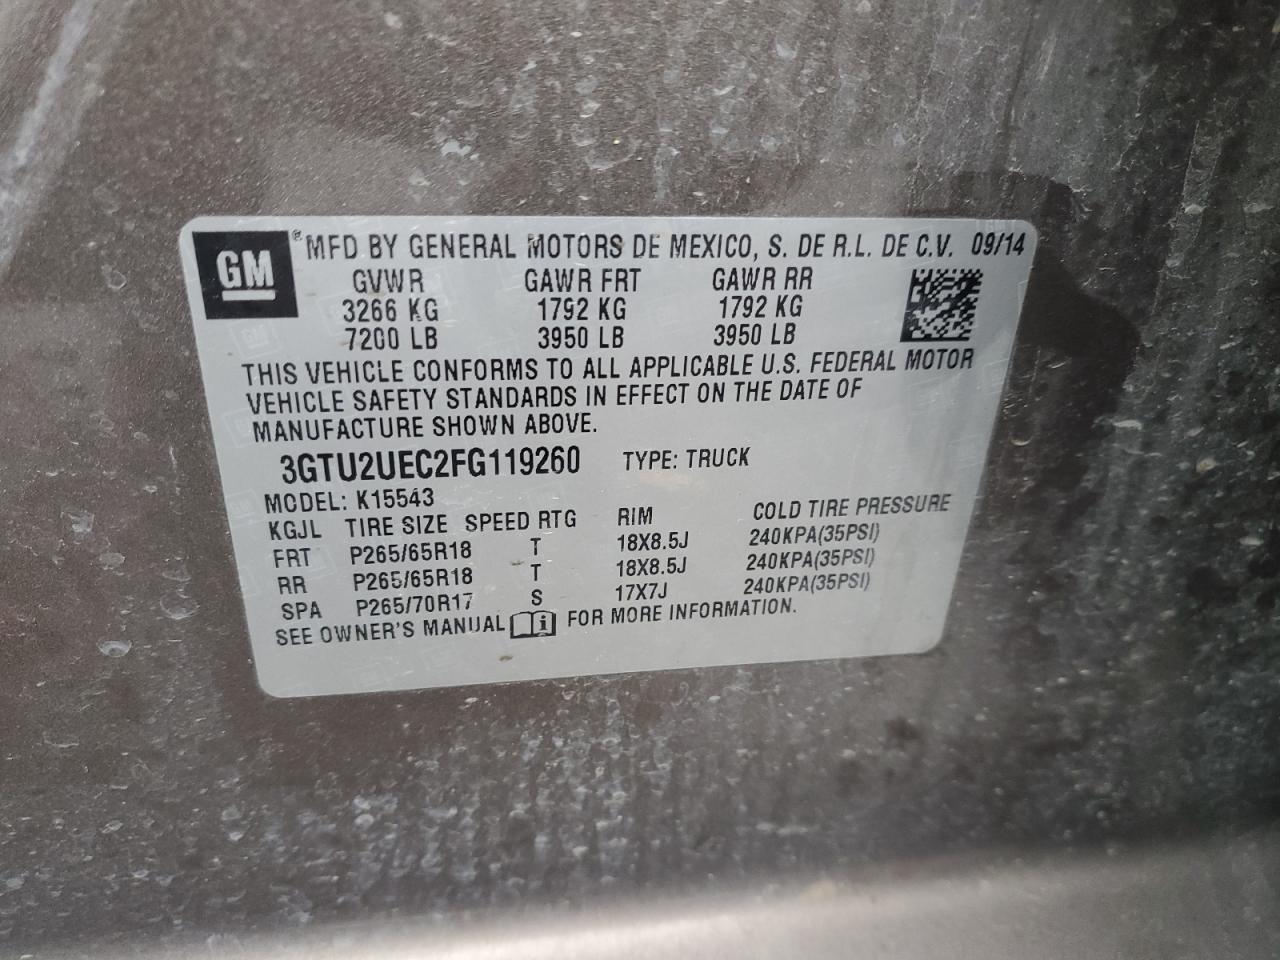 GM ® MFD BY GENERAL MOTORS DE MEXICO, S. DE R.L. DE C.V. 09/14
GVWR GAWR FRT GAWR RR
3266 KG 1792 KG 1792 KG
7200 LB 3950 LB 3950 LB
THIS VEHICLE CONFORMS TO ALL APPLICABLE U.S. FEDERAL MOTOR
VEHICLE SAFETY STANDARDS IN EFFECT ON THE DATE OF
MANUFACTURE SHOWN ABOVE.
3GTU2UEC2FG119260 TYPE: TRUCK
MODEL: K15543
KGJL TIRE SIZE SPEED RTG RIM COLD TIRE PRESSURE
FRT P265/65R18 T 18X8.5J 240KPA(35PSI)
RR P265/65R18 T 18X8.5J 240KPA(35PSI)
SPA P265/70R17 S 17X7J 240KPA(35PSI)
SEE OWNER'S MANUAL i FOR MORE INFORMATION.